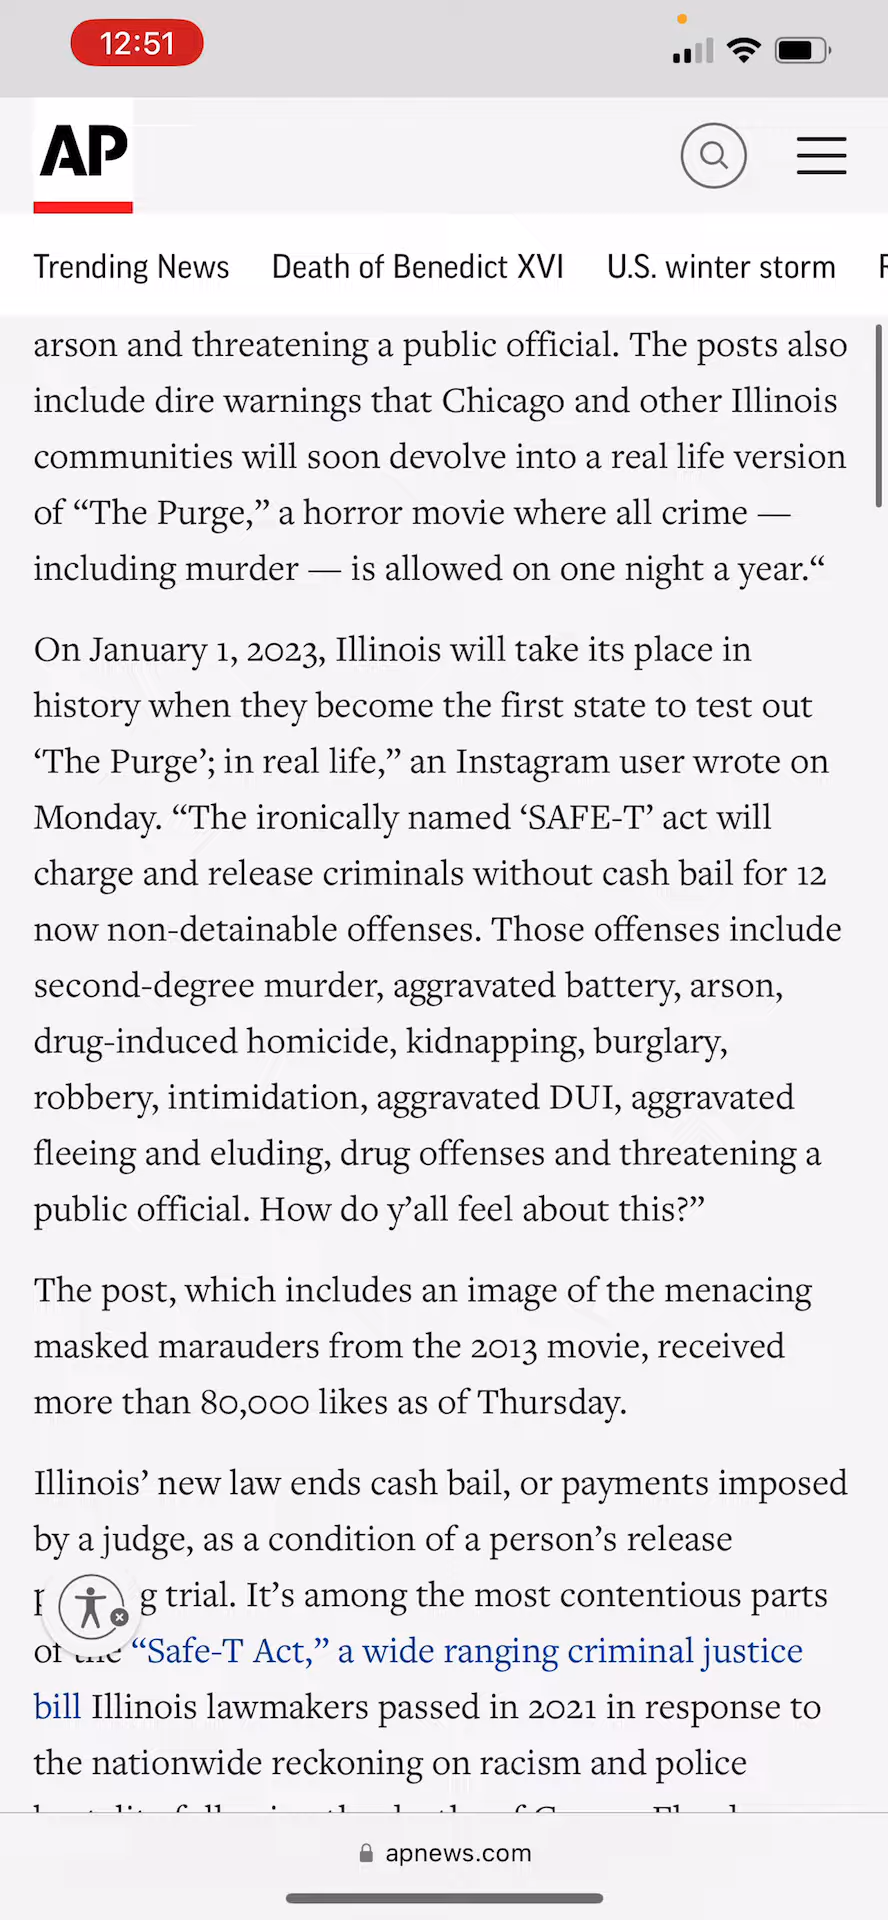 12:51
AP
Trending News Death of Benedict XVI U.S. winter storm
arson and threatening a public official. The posts also
include dire warnings that Chicago and other Illinois
communities will soon devolve into a real life version
of “The Purge,” a horror movie where all crime —
including murder — is allowed on one night a year.“
On January 1, 2023, Illinois will take its place in
history when they become the first state to test out
‘The Purge’; in real life,” an Instagram user wrote on
Monday. “The ironically named ‘SAFE-T’ act will
charge and release criminals without cash bail for 12
now non-detainable offenses. Those offenses include
second-degree murder, aggravated battery, arson,
drug-induced homicide, kidnapping, burglary,
robbery, intimidation, aggravated DUI, aggravated
fleeing and eluding, drug offenses and threatening a
public official. How do y’all feel about this?”
The post, which includes an image of the menacing
masked marauders from the 2013 movie, received
more than 80,000 likes as of Thursday.
Illinois’ new law ends cash bail, or payments imposed
by a judge, as a condition of a person’s release
trial. It’s among the most contentious parts
of the “Safe-T Act,” a wide ranging criminal justice
bill Illinois lawmakers passed in 2021 in response to
the nationwide reckoning on racism and police
apnews.com